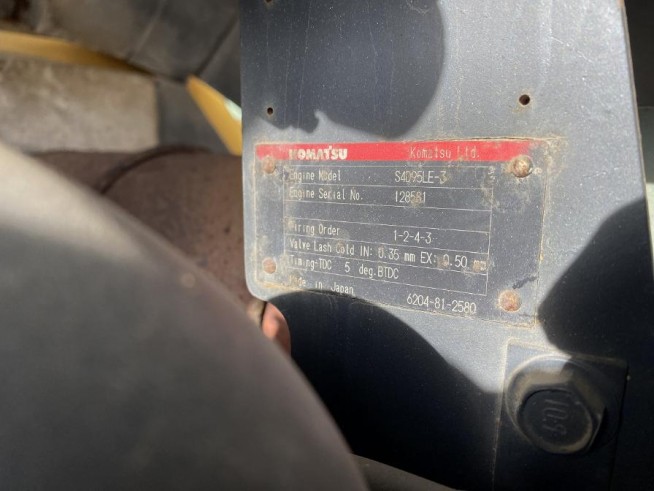 KOMATSU Komatsu Ltd.
Engine Model S4D95LE-3
Engine Serial No. 128581
Firing Order 1-2-4-3
Valve Lash Cold IN: 0.35 mm EX: 0.50 mm
Timing-TDC 5 deg.BTDC
Made in Japan 6204-81-2580